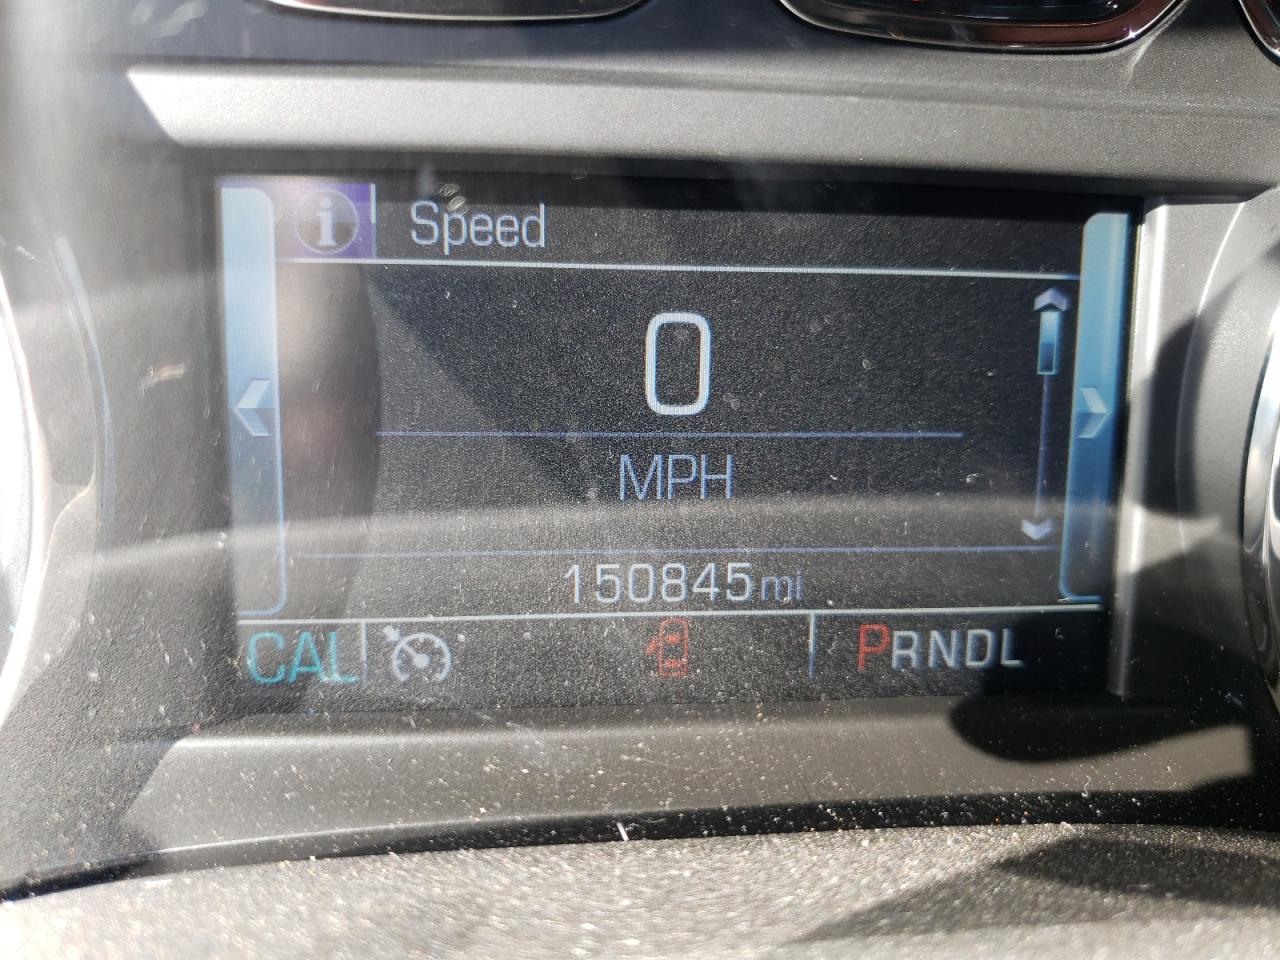 i Speed
0
MPH
150845 mi
CAL PRNDL